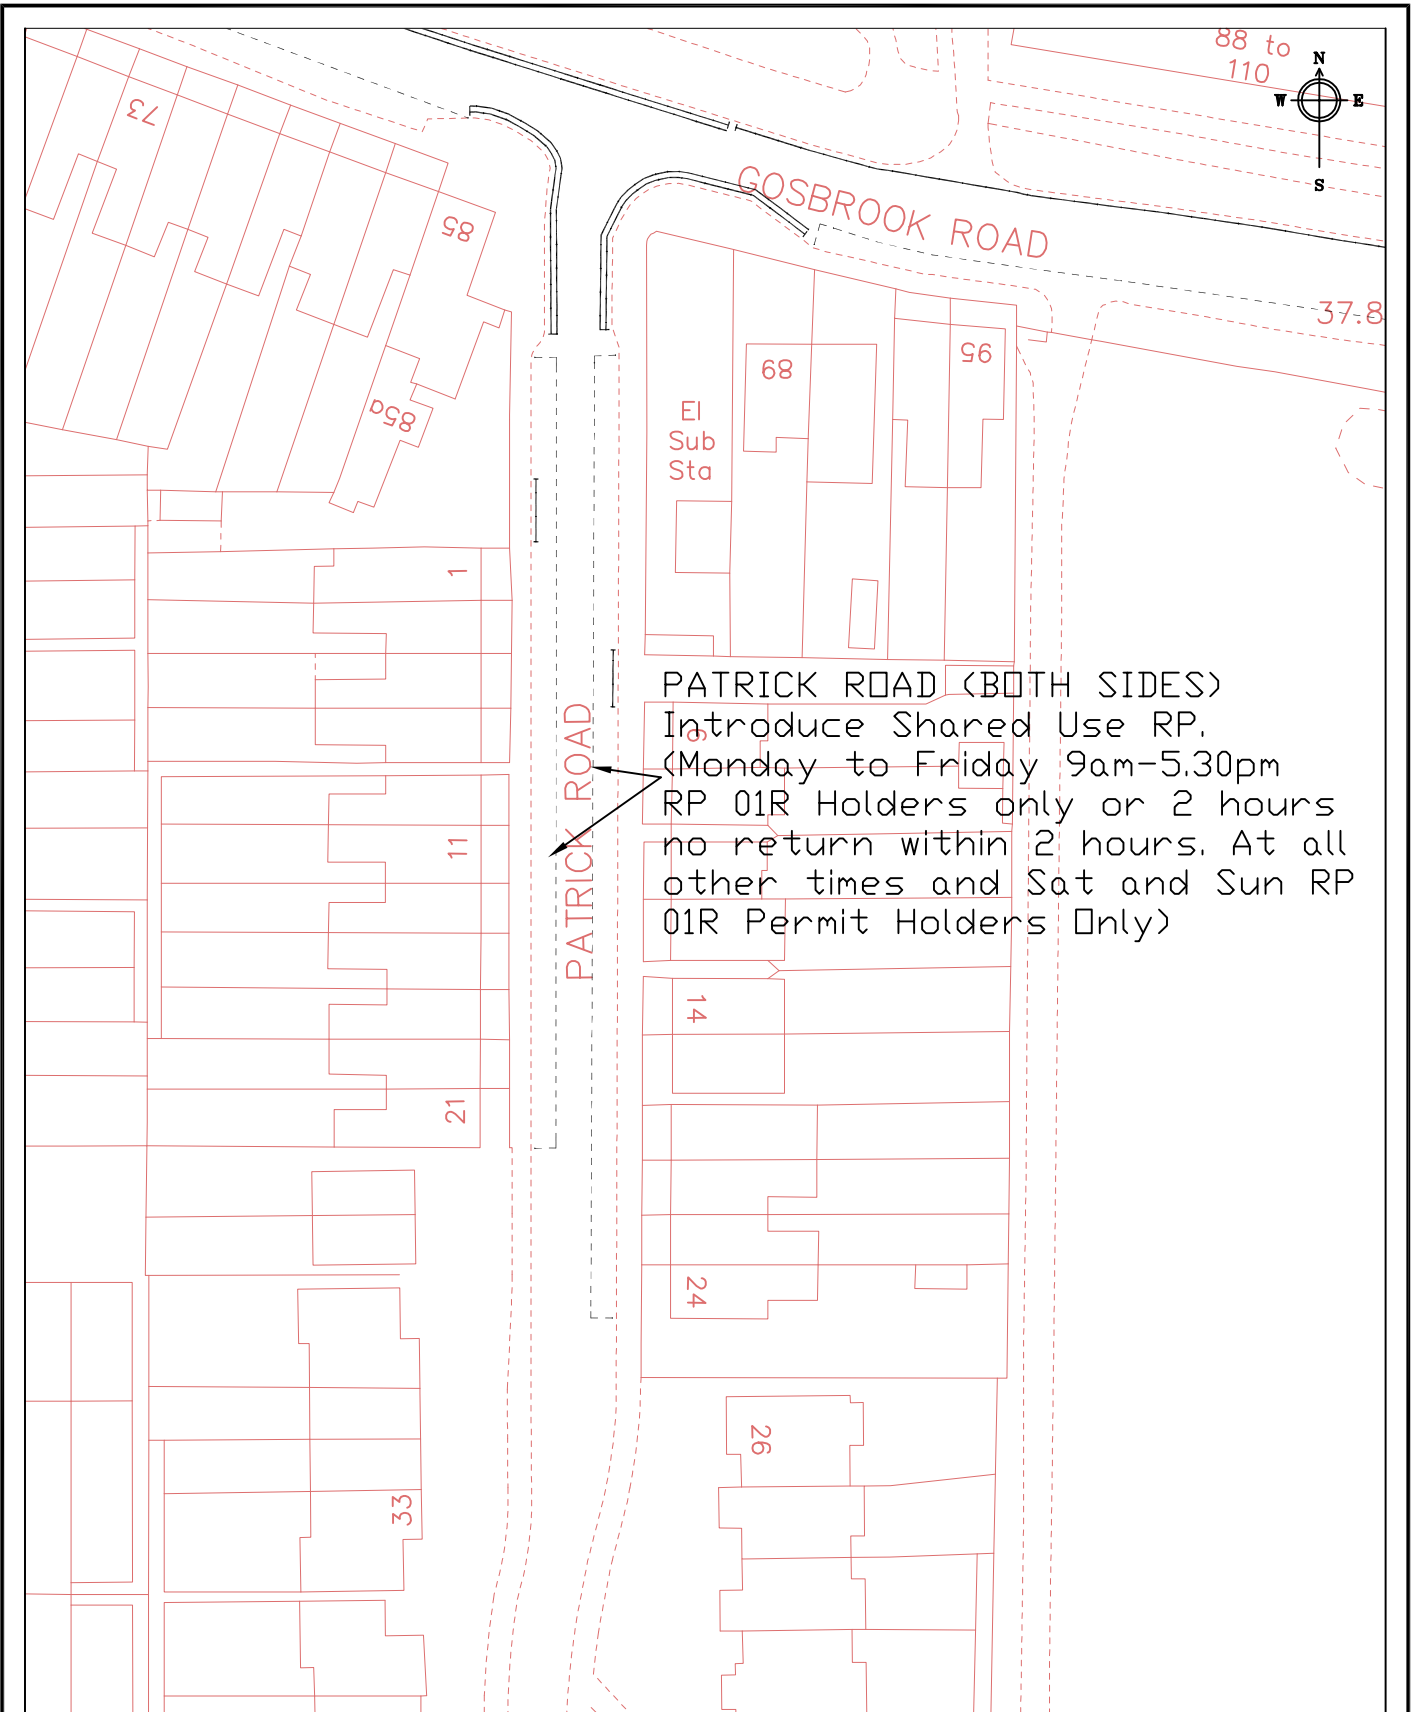 88 to
110
N
W E
S
73
GOSBROOK ROAD
85
37.8
89
95
85a
El
Sub
Sta
1
PATRICK ROAD (BOTH SIDES)
Introduce Shared Use RP.
(Monday to Friday 9am-5.30pm
RP 01R Holders only or 2 hours
no return within 2 hours. At all
other times and Sat and Sun RP
01R Permit Holders Only)
6
PATRICK ROAD
11
14
21
24
26
33